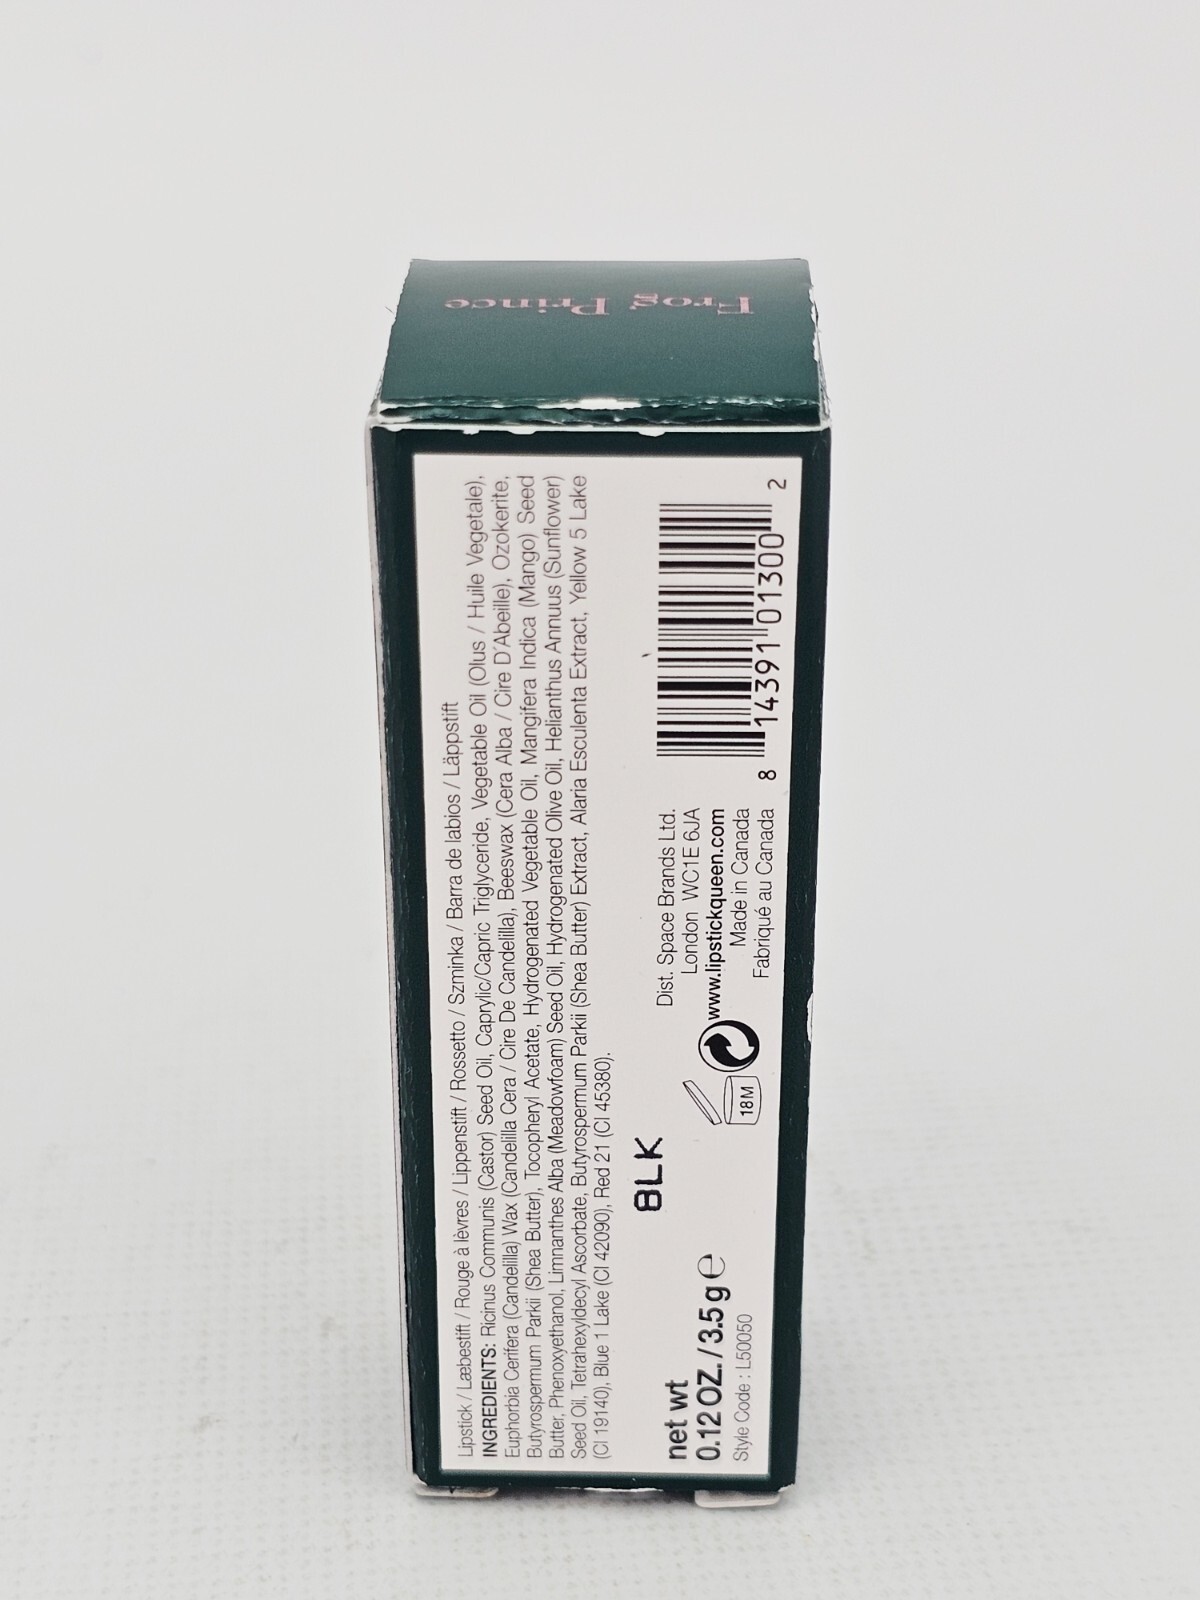 Frog Prince
Lipstick / Læbestift / Rouge à lèvres / Lippenstift / Rossetto / Szminka / Barra de labios / Läppstift
INGREDIENTS: Ricinus Communis (Castor) Seed Oil, Caprylic/Capric Triglyceride, Vegetable Oil (Olus / Huile Vegetale),
Euphorbia Cerifera (Candelilla) Wax (Candelilla Cera / Cire De Candelilla), Beeswax (Cera Alba / Cire D'Abeille), Ozokerite,
Butyrospermum Parkii (Shea Butter), Tocopheryl Acetate, Hydrogenated Vegetable Oil, Mangifera Indica (Mango) Seed
Butter, Phenoxyethanol, Limnanthes Alba (Meadowfoam) Seed Oil, Hydrogenated Olive Oil, Helianthus Annuus (Sunflower)
Seed Oil, Tetrahexyldecyl Ascorbate, Butyrospermum Parkii (Shea Butter) Extract, Alaria Esculenta Extract, Yellow 5 Lake
(CI 19140), Blue 1 Lake (CI 42090), Red 21 (CI 45380).
BLK
net wt
0.12 OZ. / 3.5 g ℮
Style Code : L50050
18M
Dist. Space Brands Ltd.
London WC1E 6JA
www.lipstickqueen.com
Made in Canada
Fabriqué au Canada
8 14391 01300 2